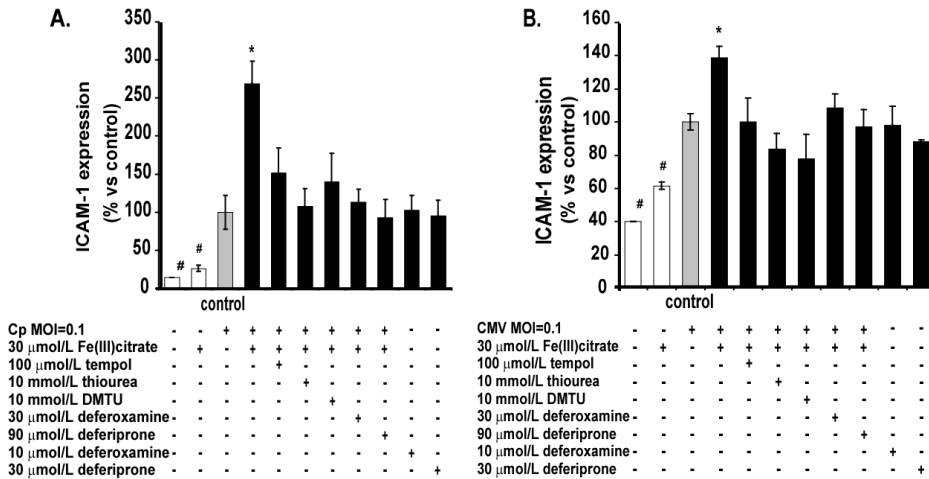 A.
ICAM-1 expression
(% vs control)
350
300
250
200
150
100
50
0
#
#
*
control
Cp MOI=0.1 - - + + + + + + + - -
30 μmol/L Fe(III)citrate - + - + + + + + + - -
100 μmol/L tempol - - - - + - - - - - -
10 mmol/L thiourea - - - - - + - - - - -
10 mmol/L DMTU - - - - - - + - - - -
30 μmol/L deferoxamine - - - - - - - + - - -
90 μmol/L deferiprone - - - - - - - - + - -
10 μmol/L deferoxamine - - - - - - - - - + -
30 μmol/L deferiprone - - - - - - - - - - +
B.
ICAM-1 expression
(% vs control)
160
140
120
100
80
60
40
20
0
#
#
*
control
CMV MOI=0.1 - - + + + + + + + - -
30 μmol/L Fe(III)citrate - + - + + + + + + - -
100 μmol/L tempol - - - - + - - - - - -
10 mmol/L thiourea - - - - - + - - - - -
10 mmol/L DMTU - - - - - - + - - - -
30 μmol/L deferoxamine - - - - - - - + - - -
90 μmol/L deferiprone - - - - - - - - + - -
10 μmol/L deferoxamine - - - - - - - - - + -
30 μmol/L deferiprone - - - - - - - - - - +